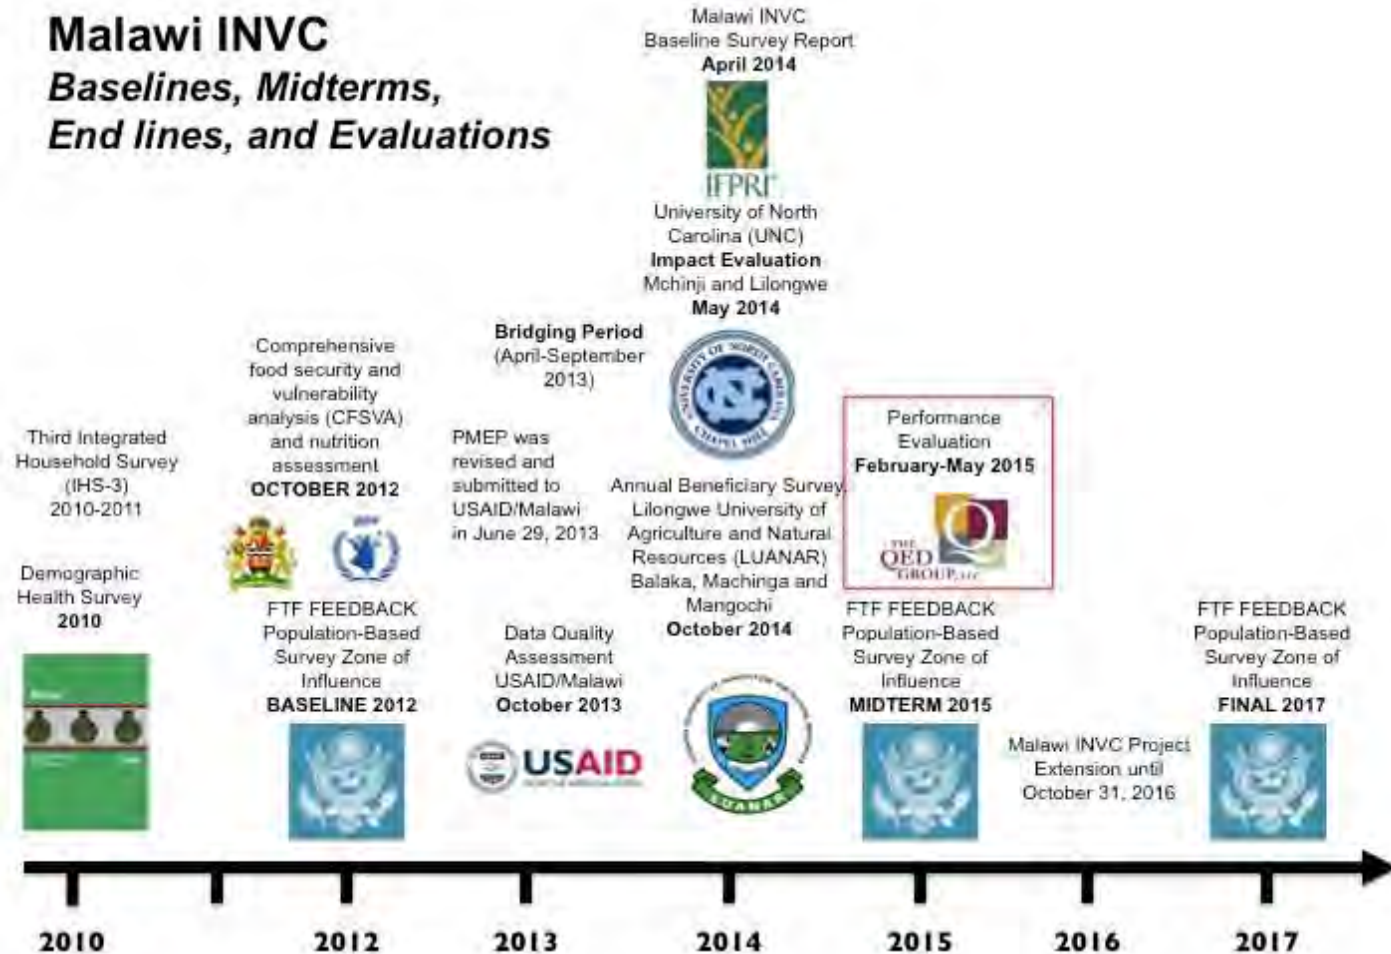 Malawi INVC
Baselines, Midterms,
End lines, and Evaluations
Third Integrated
Household Survey
(IHS-3)
2010-2011
Demographic
Health Survey
2010
Comprehensive
food security and
vulnerability
analysis (CFSVA)
and nutrition
assessment
OCTOBER 2012
FTF FEEDBACK
Population-Based
Survey Zone of
Influence
BASELINE 2012
Bridging Period
(April-September
2013)
PMEP was
revised and
submitted to
USAID/Malawi
in June 29, 2013
Data Quality
Assessment
USAID/Malawi
October 2013
USAID
Malawi INVC
Baseline Survey Report
April 2014
IFPRI
University of North
Carolina (UNC)
Impact Evaluation
Mchinji and Lilongwe
May 2014
UNIVERSITY OF NORTH CAROLINA
CHAPEL HILL
Annual Beneficiary Survey,
Lilongwe University of
Agriculture and Natural
Resources (LUANAR)
Balaka, Machinga and
Mangochi
October 2014
LUANAR
Performance
Evaluation
February-May 2015
THE
QED
GROUP, LLC
FTF FEEDBACK
Population-Based
Survey Zone of
Influence
MIDTERM 2015
Malawi INVC Project
Extension until
October 31, 2016
FTF FEEDBACK
Population-Based
Survey Zone of
Influence
FINAL 2017
2010
2012
2013
2014
2015
2016
2017